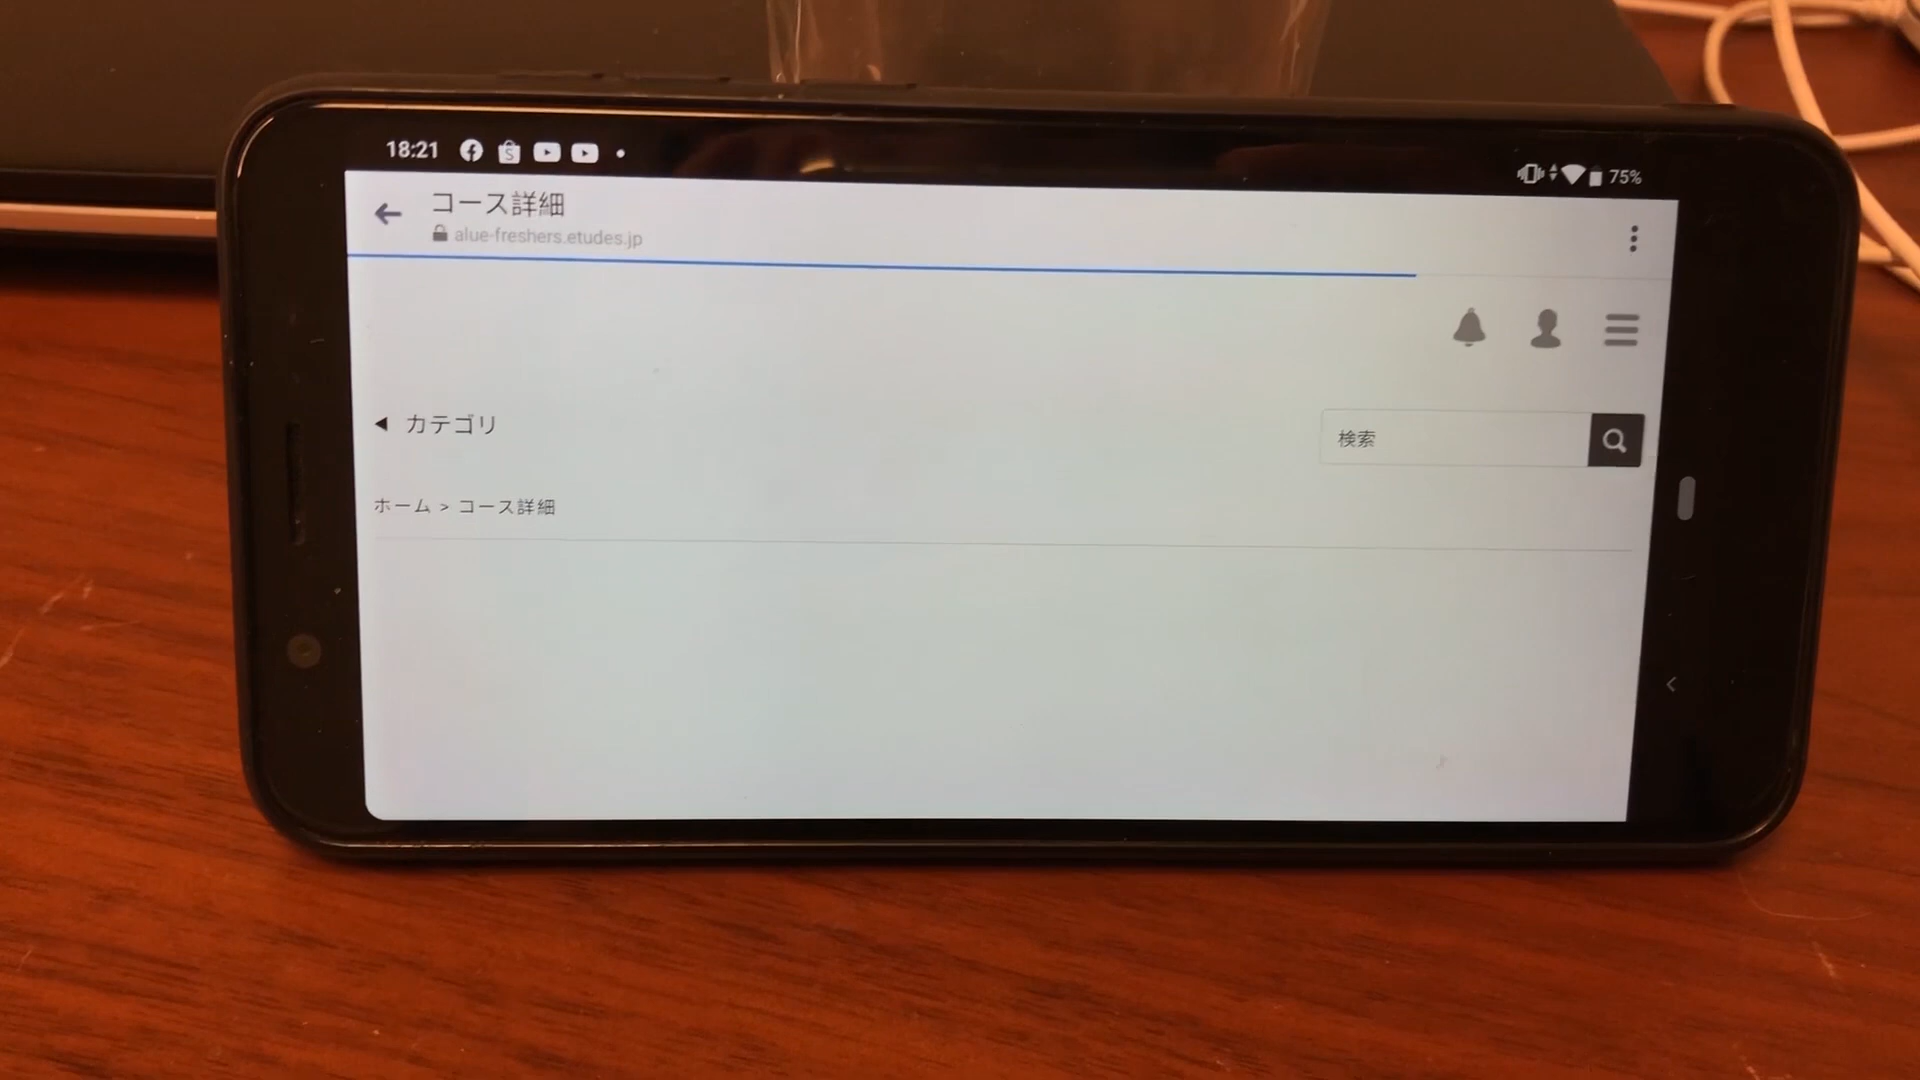 18:21
75%
コース詳細
alue-freshers.etudes.jp
カテゴリ
検索
ホーム > コース詳細